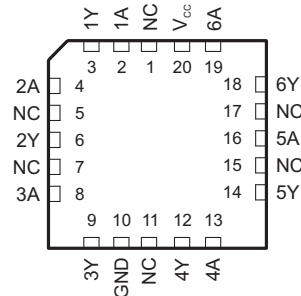 1Y 1A NC Vcc 6A
3 2 1 20 19
2A 4 18 6Y
NC 5 17 NC
2Y 6 16 5A
NC 7 15 NC
3A 8 14 5Y
9 10 11 12 13
3Y GND NC 4Y 4A